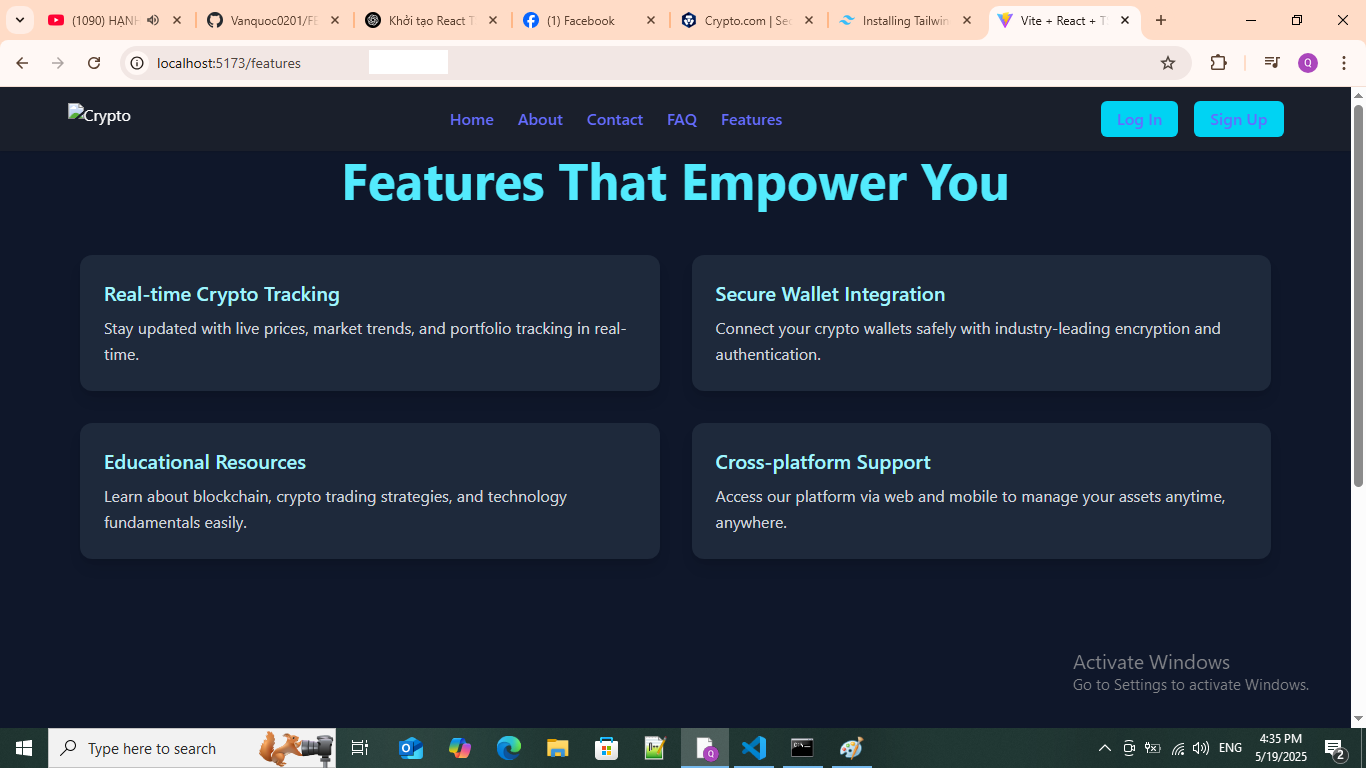 (1090) HẠNH
Vanquoc0201/FE
Khởi tạo React T
(1) Facebook
Crypto.com | Sec
Installing Tailwin
Vite + React + T
localhost:5173/features
Q
Crypto
Home
About
Contact
FAQ
Features
Log In
Sign Up
Features That Empower You
Real-time Crypto Tracking
Stay updated with live prices, market trends, and portfolio tracking in real-
time.
Secure Wallet Integration
Connect your crypto wallets safely with industry-leading encryption and
authentication.
Educational Resources
Learn about blockchain, crypto trading strategies, and technology
fundamentals easily.
Cross-platform Support
Access our platform via web and mobile to manage your assets anytime,
anywhere.
Activate Windows
Go to Settings to activate Windows.
Type here to search
ENG
4:35 PM
5/19/2025
2